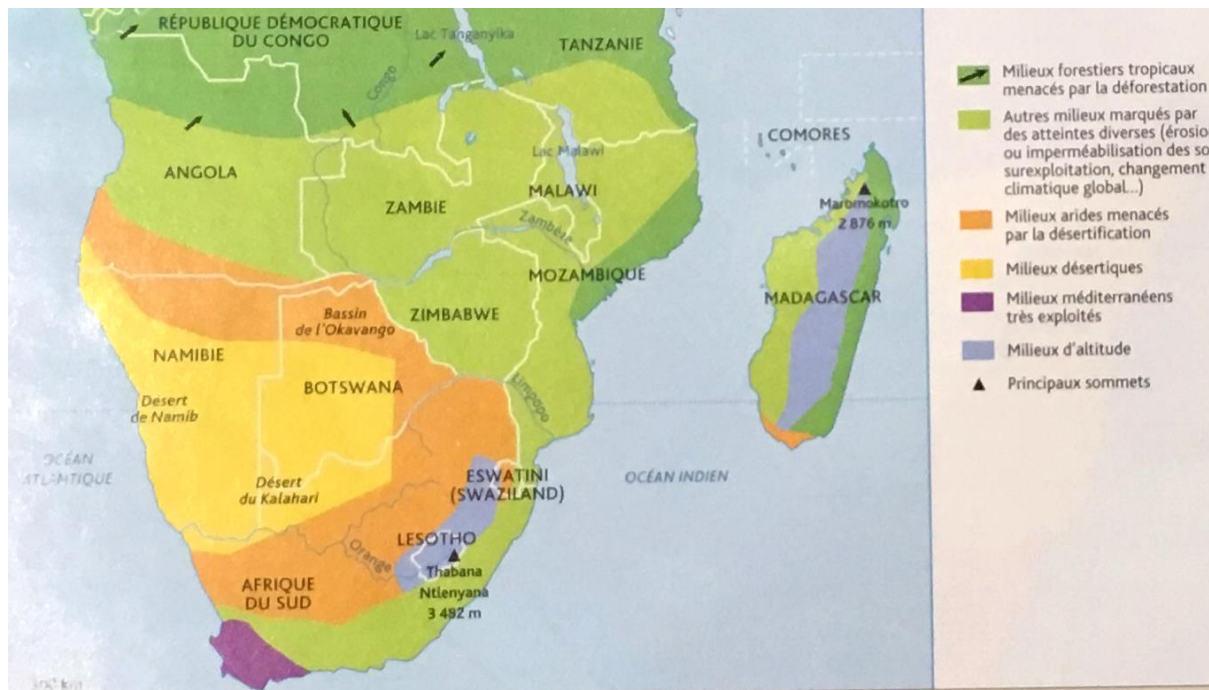 RÉPUBLIQUE DÉMOCRATIQUE
DU CONGO
Lac Tanganyika
TANZANIE
Congo
COMORES
Lac Malawi
ANGOLA
ZAMBIE
MALAWI
Maromokotro
2 876 m
Zambèze
MOZAMBIQUE
MADAGASCAR
Bassin
de l'Okavango
ZIMBABWE
NAMIBIE
BOTSWANA
Limpopo
Désert
de Namib
OCÉAN
ATLANTIQUE
Désert
du Kalahari
ESWATINI
(SWAZILAND)
OCÉAN INDIEN
LESOTHO
Orange
Thabana
Ntlenyana
3 482 m
AFRIQUE
DU SUD
km
Milieux forestiers tropicaux
menacés par la déforestation
Autres milieux marqués par
des atteintes diverses (érosio
ou imperméabilisation des so
surexploitation, changement
climatique global...)
Milieux arides menacés
par la désertification
Milieux désertiques
Milieux méditerranéens
très exploités
Milieux d'altitude
Principaux sommets